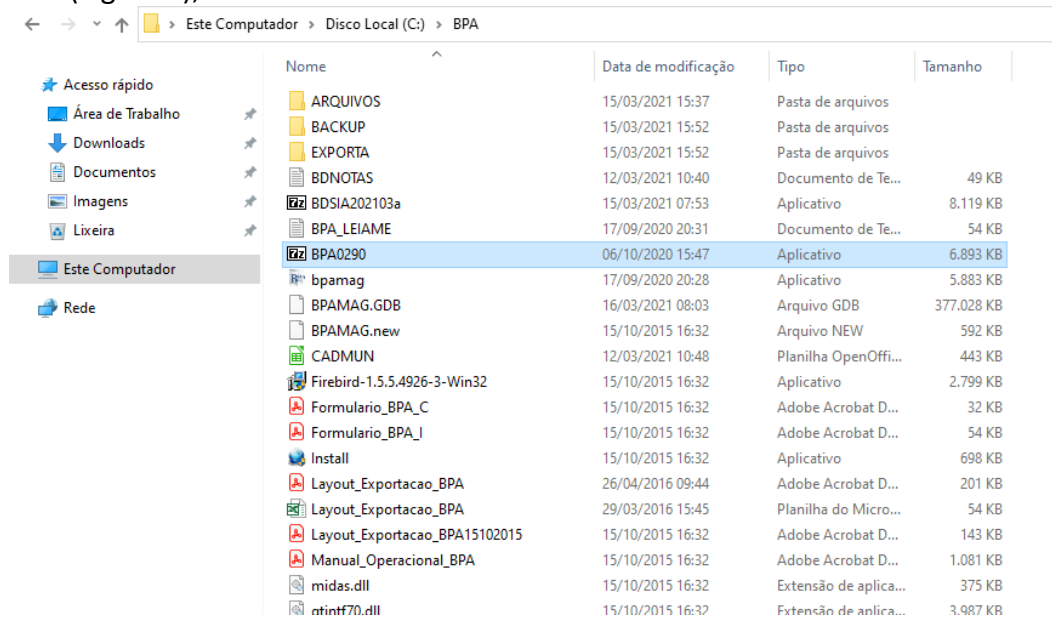 Este Computador > Disco Local (C:) > BPA
Nome Data de modificação Tipo Tamanho
Acesso rápido
Área de Trabalho
Downloads
Documentos
Imagens
Lixeira
Este Computador
Rede
ARQUIVOS 15/03/2021 15:37 Pasta de arquivos
BACKUP 15/03/2021 15:52 Pasta de arquivos
EXPORTA 15/03/2021 15:52 Pasta de arquivos
BDNOTAS 12/03/2021 10:40 Documento de Te... 49 KB
BDSIA202103a 15/03/2021 07:53 Aplicativo 8.119 KB
BPA_LEIAME 17/09/2020 20:31 Documento de Te... 54 KB
BPA0290 06/10/2020 15:47 Aplicativo 6.893 KB
bpamag 17/09/2020 20:28 Aplicativo 5.883 KB
BPAMAG.GDB 16/03/2021 08:03 Arquivo GDB 377.028 KB
BPAMAG.new 15/10/2015 16:32 Arquivo NEW 592 KB
CADMUN 12/03/2021 10:48 Planilha OpenOffi... 443 KB
Firebird-1.5.5.4926-3-Win32 15/10/2015 16:32 Aplicativo 2.799 KB
Formulario_BPA_C 15/10/2015 16:32 Adobe Acrobat D... 32 KB
Formulario_BPA_I 15/10/2015 16:32 Adobe Acrobat D... 54 KB
Install 15/10/2015 16:32 Aplicativo 698 KB
Layout_Exportacao_BPA 26/04/2016 09:44 Adobe Acrobat D... 201 KB
Layout_Exportacao_BPA 29/03/2016 15:45 Planilha do Micro... 54 KB
Layout_Exportacao_BPA15102015 15/10/2015 16:32 Adobe Acrobat D... 143 KB
Manual_Operacional_BPA 15/10/2015 16:32 Adobe Acrobat D... 1.081 KB
midas.dll 15/10/2015 16:32 Extensão de aplica... 375 KB
qtintf70.dll 15/10/2015 16:32 Extensão de aplica... 3.987 KB